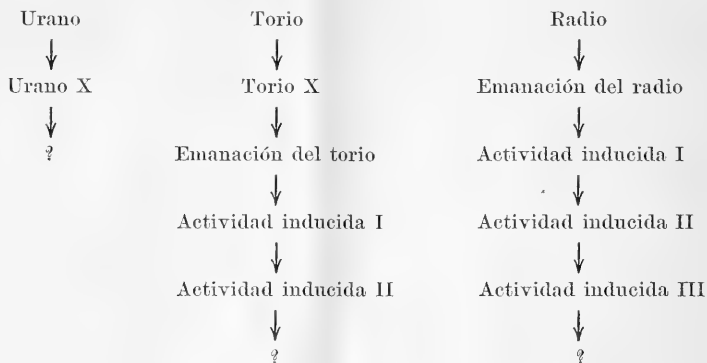 Urano Torio Radio
Urano X Torio X Emanación del radio
? Emanación del torio Actividad inducida I
Actividad inducida I Actividad inducida II
Actividad inducida II Actividad inducida III
? ?